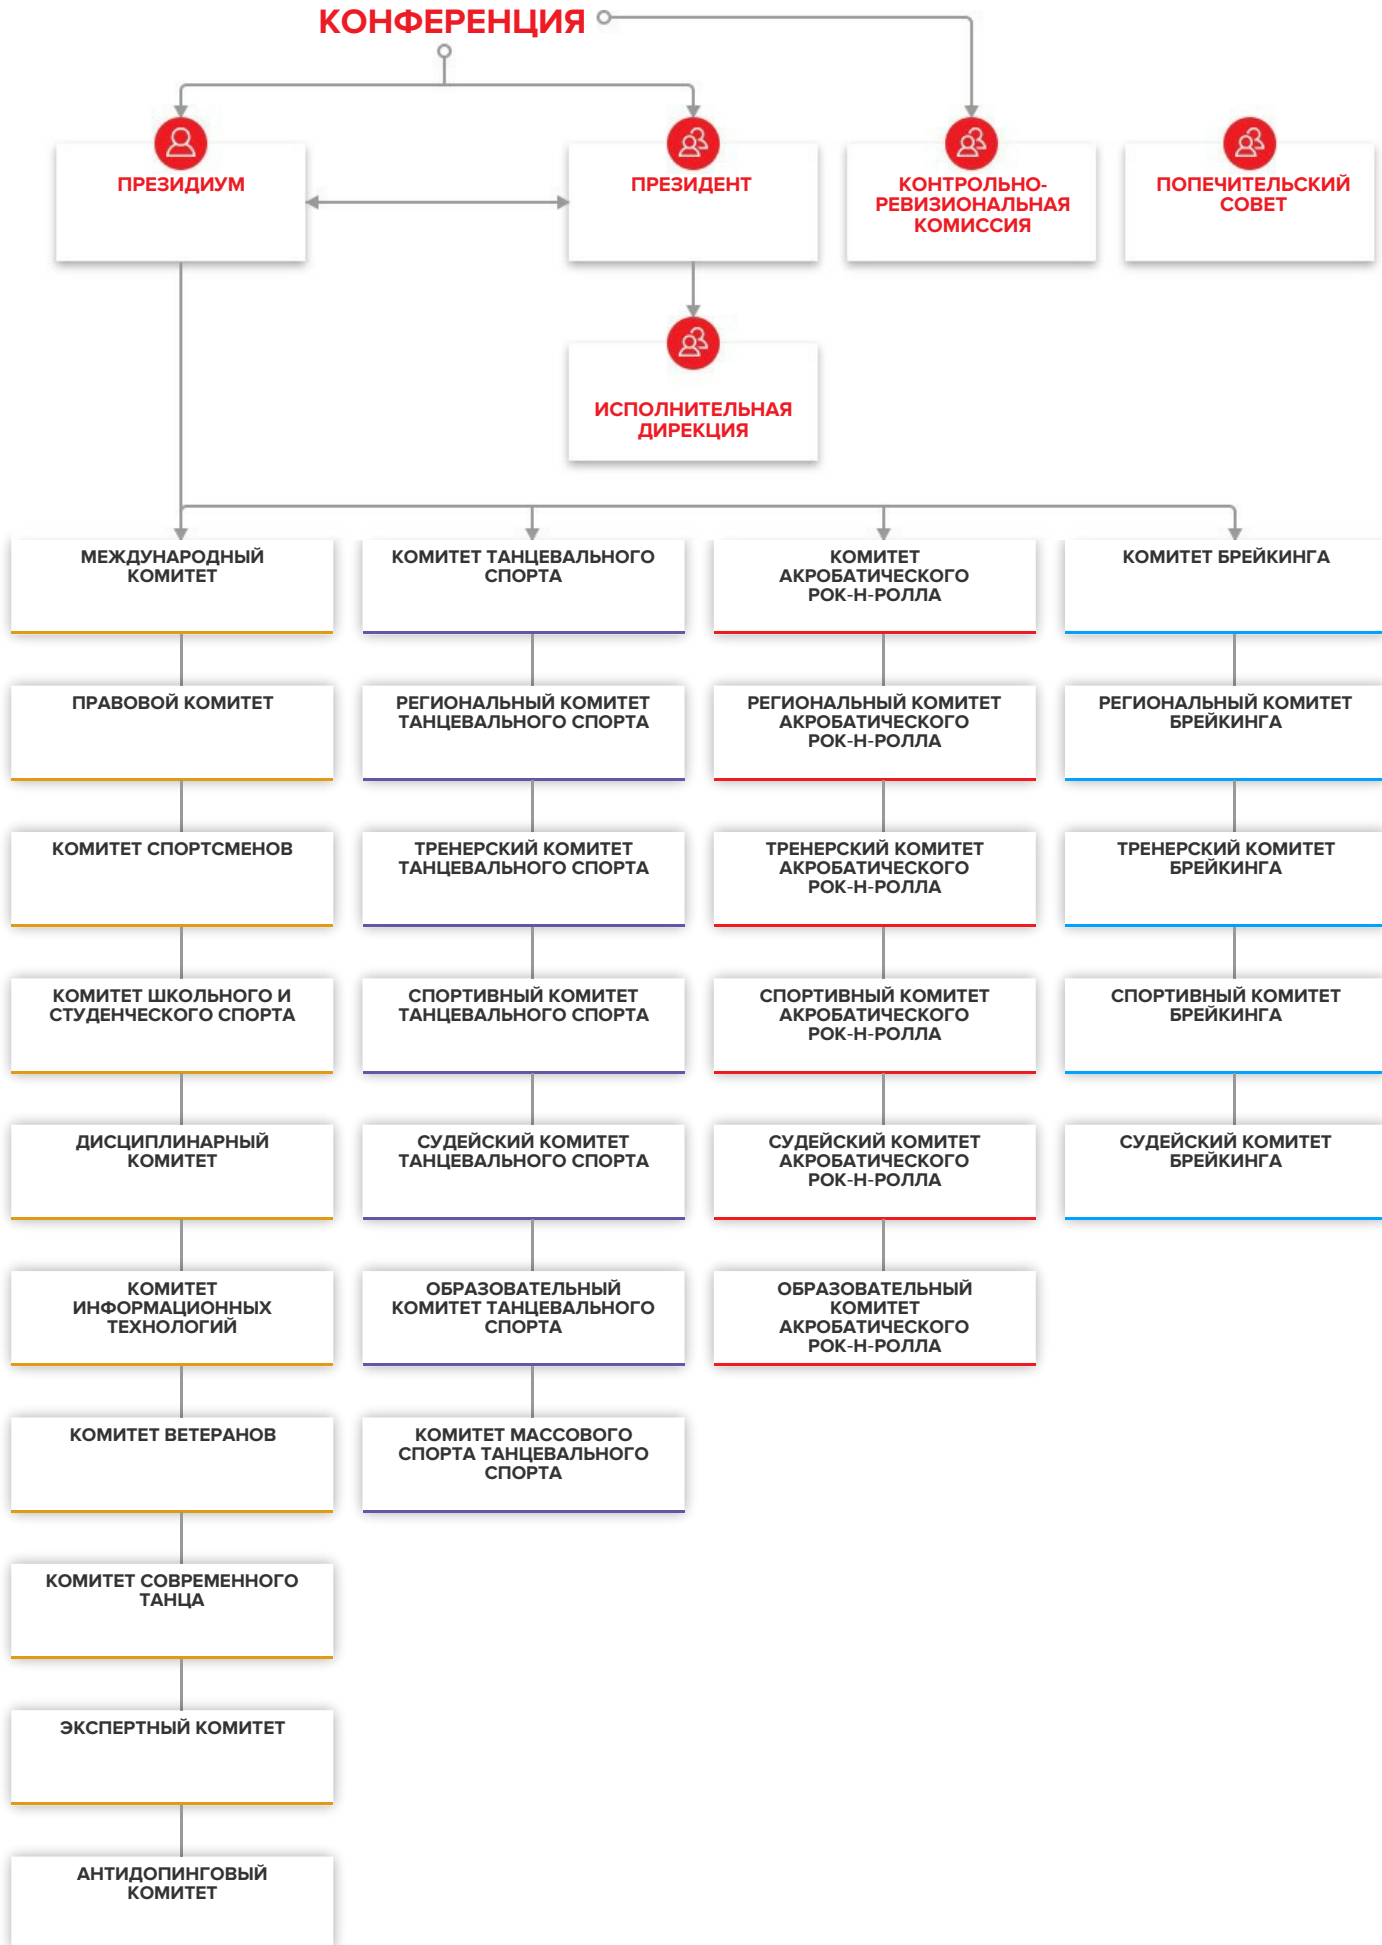 КОНФЕРЕНЦИЯ
ПРЕЗИДИУМ
ПРЕЗИДЕНТ
КОНТРОЛЬНО-
РЕВИЗИОНАЛЬНАЯ
КОМИССИЯ
ПОПЕЧИТЕЛЬСКИЙ
СОВЕТ
ИСПОЛНИТЕЛЬНАЯ
ДИРЕКЦИЯ
МЕЖДУНАРОДНЫЙ
КОМИТЕТ
КОМИТЕТ ТАНЦЕВАЛЬНОГО
СПОРТА
КОМИТЕТ
АКРОБАТИЧЕСКОГО
РОК-Н-РОЛЛА
КОМИТЕТ БРЕЙКИНГА
ПРАВОВОЙ КОМИТЕТ
РЕГИОНАЛЬНЫЙ КОМИТЕТ
ТАНЦЕВАЛЬНОГО СПОРТА
РЕГИОНАЛЬНЫЙ КОМИТЕТ
АКРОБАТИЧЕСКОГО
РОК-Н-РОЛЛА
РЕГИОНАЛЬНЫЙ КОМИТЕТ
БРЕЙКИНГА
КОМИТЕТ СПОРТСМЕНОВ
ТРЕНЕРСКИЙ КОМИТЕТ
ТАНЦЕВАЛЬНОГО СПОРТА
ТРЕНЕРСКИЙ КОМИТЕТ
АКРОБАТИЧЕСКОГО
РОК-Н-РОЛЛА
ТРЕНЕРСКИЙ КОМИТЕТ
БРЕЙКИНГА
КОМИТЕТ ШКОЛЬНОГО И
СТУДЕНЧЕСКОГО СПОРТА
СПОРТИВНЫЙ КОМИТЕТ
ТАНЦЕВАЛЬНОГО СПОРТА
СПОРТИВНЫЙ КОМИТЕТ
АКРОБАТИЧЕСКОГО
РОК-Н-РОЛЛА
СПОРТИВНЫЙ КОМИТЕТ
БРЕЙКИНГА
ДИСЦИПЛИНАРНЫЙ
КОМИТЕТ
СУДЕЙСКИЙ КОМИТЕТ
ТАНЦЕВАЛЬНОГО СПОРТА
СУДЕЙСКИЙ КОМИТЕТ
АКРОБАТИЧЕСКОГО
РОК-Н-РОЛЛА
СУДЕЙСКИЙ КОМИТЕТ
БРЕЙКИНГА
КОМИТЕТ
ИНФОРМАЦИОННЫХ
ТЕХНОЛОГИЙ
ОБРАЗОВАТЕЛЬНЫЙ
КОМИТЕТ ТАНЦЕВАЛЬНОГО
СПОРТА
ОБРАЗОВАТЕЛЬНЫЙ
КОМИТЕТ
АКРОБАТИЧЕСКОГО
РОК-Н-РОЛЛА
КОМИТЕТ ВЕТЕРАНОВ
КОМИТЕТ МАССОВОГО
СПОРТА ТАНЦЕВАЛЬНОГО
СПОРТА
КОМИТЕТ СОВРЕМЕННОГО
ТАНЦА
ЭКСПЕРТНЫЙ КОМИТЕТ
АНТИДОПИНГОВЫЙ
КОМИТЕТ